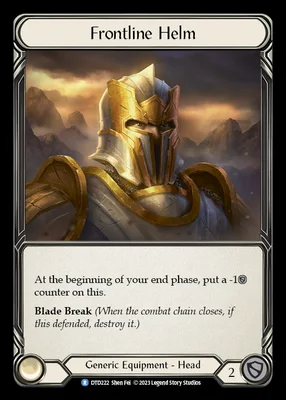 Frontline Helm
At the beginning of your end phase, put a -1
counter on this.
Blade Break (When the combat chain closes, if
this defended, destroy it.)
Generic Equipment - Head
2
R DTD222 Shen Fei © 2023 Legend Story Studios